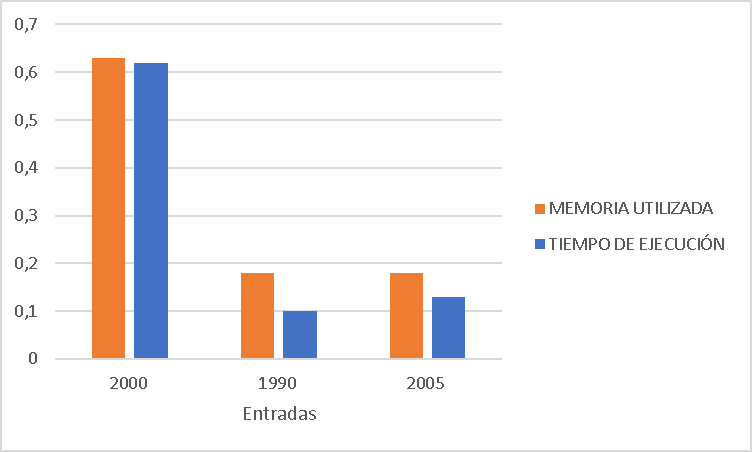 0,7
0,6
0,5
0,4
0,3
0,2
0,1
0
2000 1990 2005
Entradas
MEMORIA UTILIZADA
TIEMPO DE EJECUCIÓN